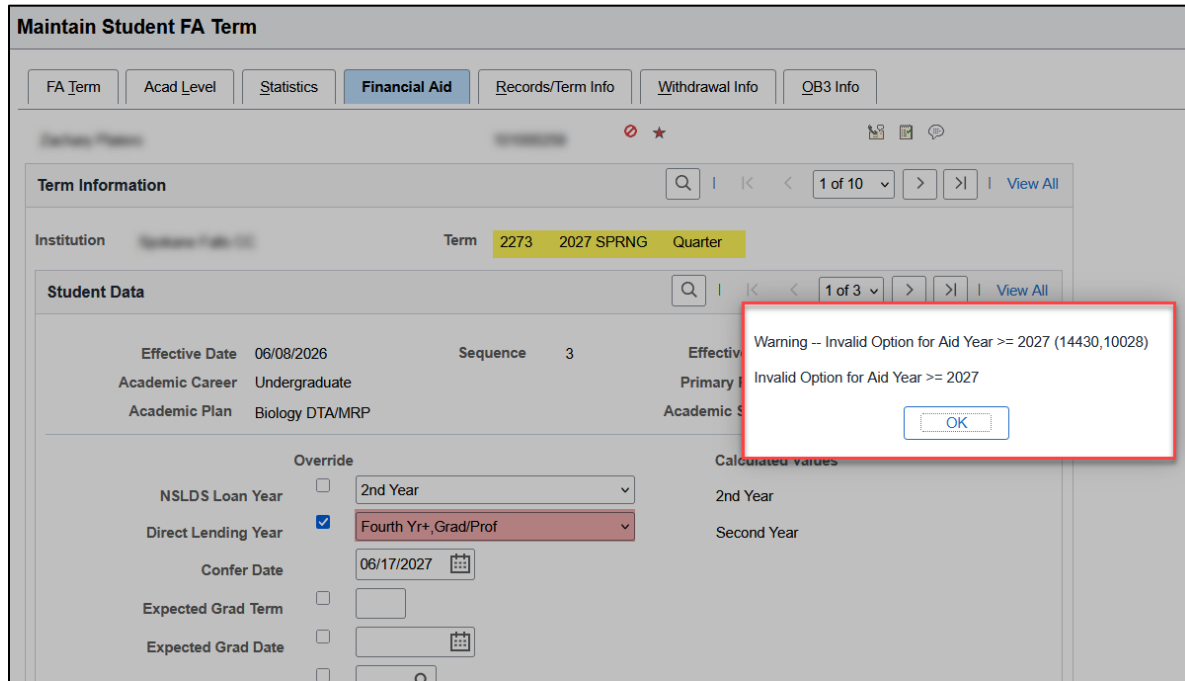 Maintain Student FA Term
FA Term Acad Level Statistics Financial Aid Records/Term Info Withdrawal Info OB3 Info
Term Information 1 of 10 View All
Institution Term 2273 2027 SPRNG Quarter
Student Data 1 of 3 View All
Warning -- Invalid Option for Aid Year >= 2027 (14430,10028)
Invalid Option for Aid Year >= 2027
OK
Effective Date 06/08/2026 Sequence 3
Academic Career Undergraduate
Academic Plan Biology DTA/MRP
Override Calculated Values
NSLDS Loan Year 2nd Year 2nd Year
Direct Lending Year Fourth Yr+,Grad/Prof Second Year
Confer Date 06/17/2027
Expected Grad Term
Expected Grad Date